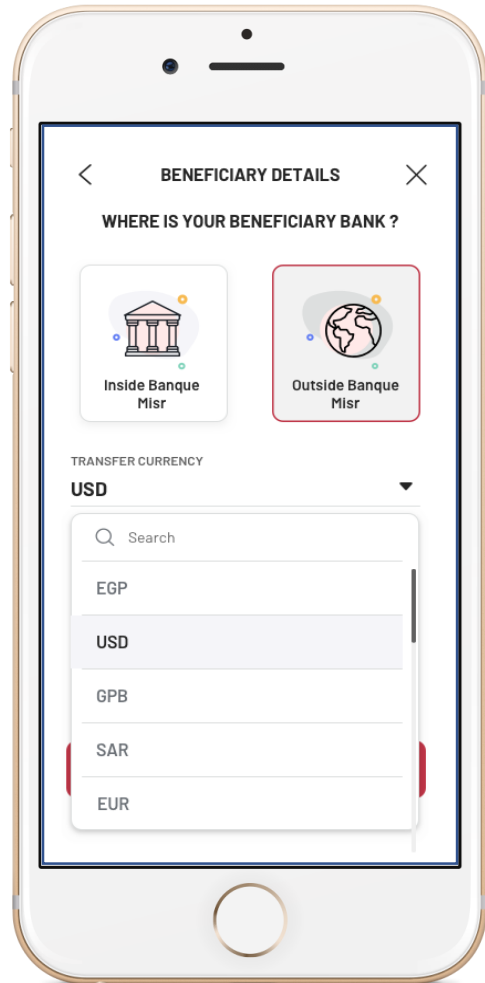 BENEFICIARY DETAILS
WHERE IS YOUR BENEFICIARY BANK ?
Inside Banque
Misr
Outside Banque
Misr
TRANSFER CURRENCY
USD
Search
EGP
USD
GPB
SAR
EUR